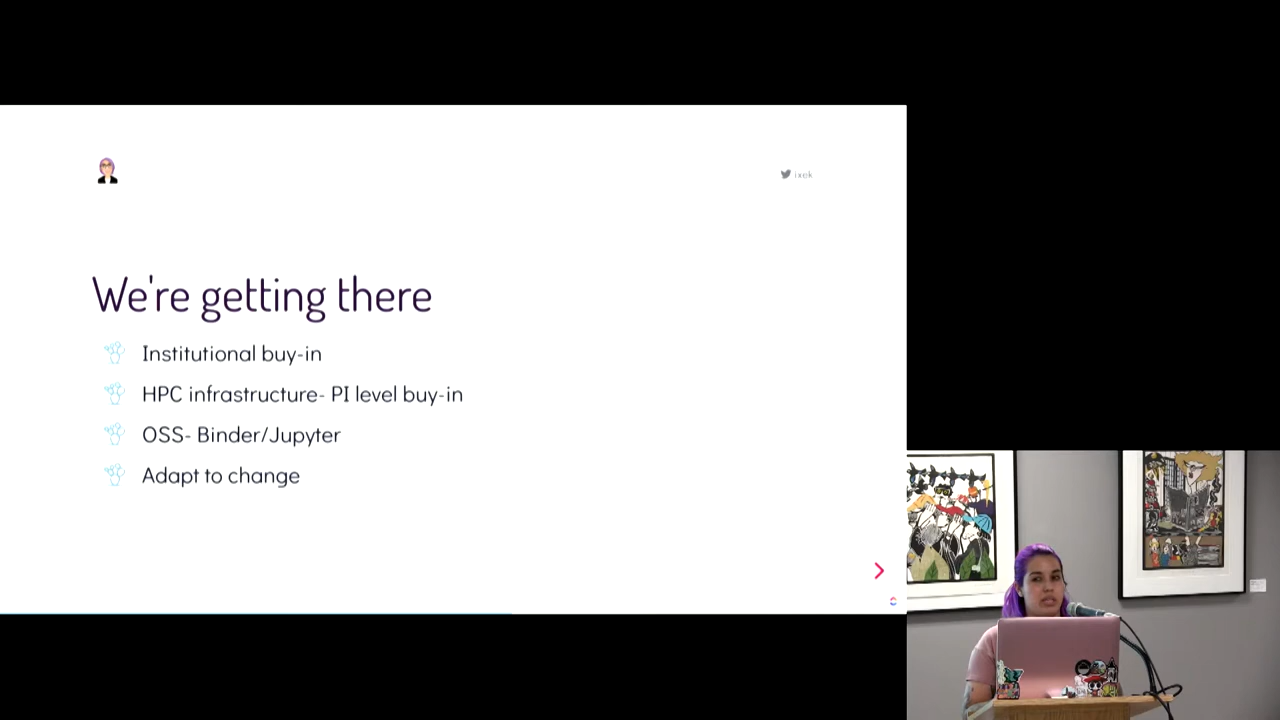 ixek
We're getting there
Institutional buy-in
HPC infrastructure- PI level buy-in
OSS- Binder/Jupyter
Adapt to change